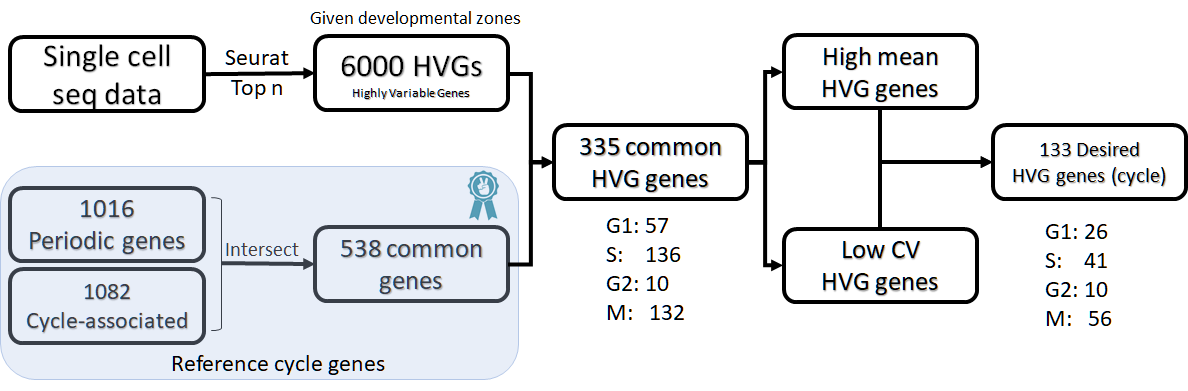 Given developmental zones
Single cell
seq data
Seurat
Top n
6000 HVGs
Highly Variable Genes
High mean
HVG genes
335 common
HVG genes
133 Desired
HVG genes (cycle)
1016
Periodic genes
Intersect
538 common
genes
1082
Cycle-associated
Reference cycle genes
G1: 57
S: 136
G2: 10
M: 132
Low CV
HVG genes
G1: 26
S: 41
G2: 10
M: 56